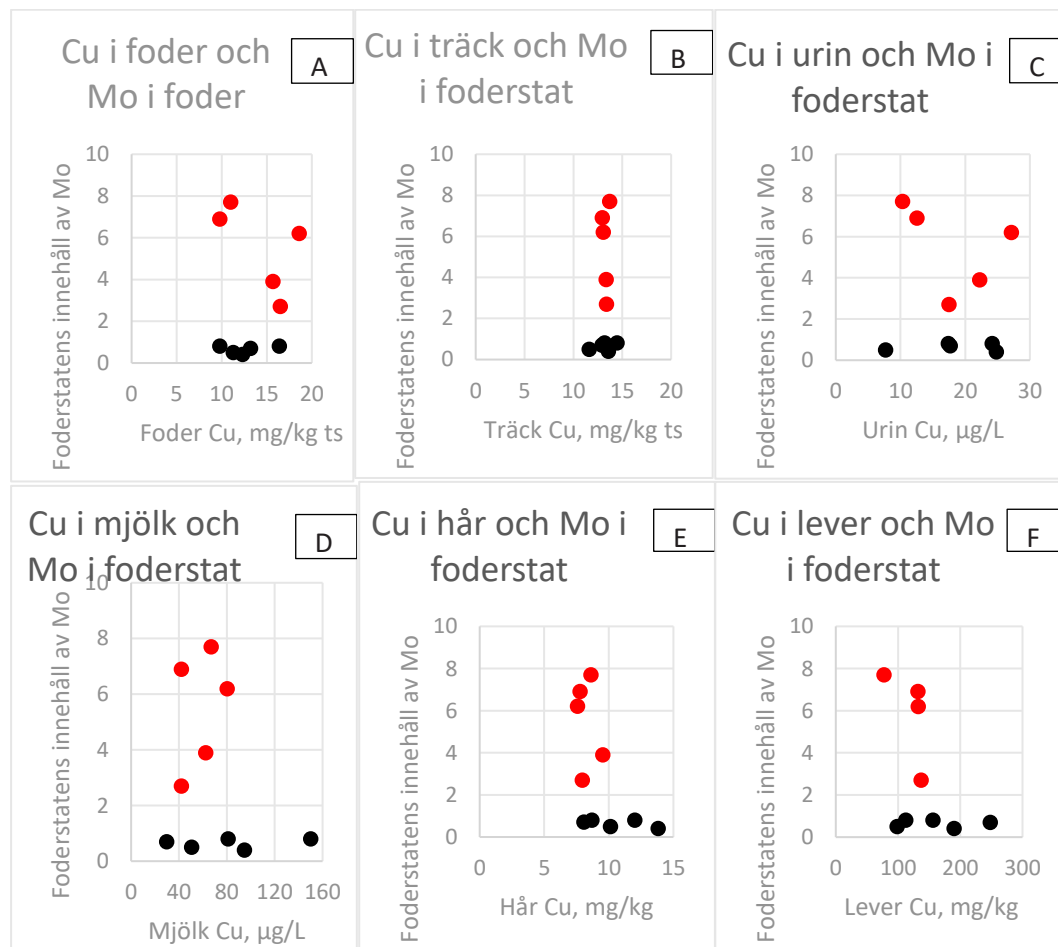 Cu i foder och
Mo i foder
A
Foderstatens innehåll av Mo
10
8
6
4
2
0
0 5 10 15 20
Foder Cu, mg/kg ts
Cu i träck och Mo
i foderstat
B
Foderstatens innehåll av Mo
10
8
6
4
2
0
0 5 10 15 20
Träck Cu, mg/kg ts
Cu i urin och Mo i
foderstat
C
Foderstatens innehåll av Mo
10
8
6
4
2
0
0 10 20 30
Urin Cu, µg/L
Cu i mjölk och
Mo i foderstat
D
Foderstatens innehåll av Mo
10
8
6
4
2
0
0 40 80 120 160
Mjölk Cu, µg/L
Cu i hår och Mo i
foderstat
E
Foderstatens innehåll av Mo
10
8
6
4
2
0
0 5 10 15
Hår Cu, mg/kg
Cu i lever och Mo
i foderstat
F
Foderstatens innehåll av Mo
10
8
6
4
2
0
0 100 200 300
Lever Cu, mg/kg